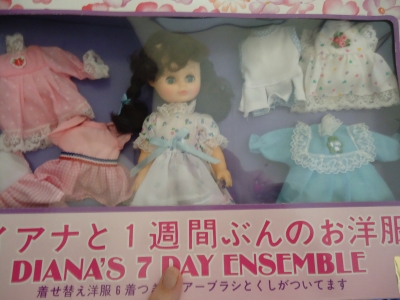 イアナと1週間ぶんのお洋服
DIANA'S 7 DAY ENSEMBLE
着せ替え洋服6着つき アーブラシとくしがついてます